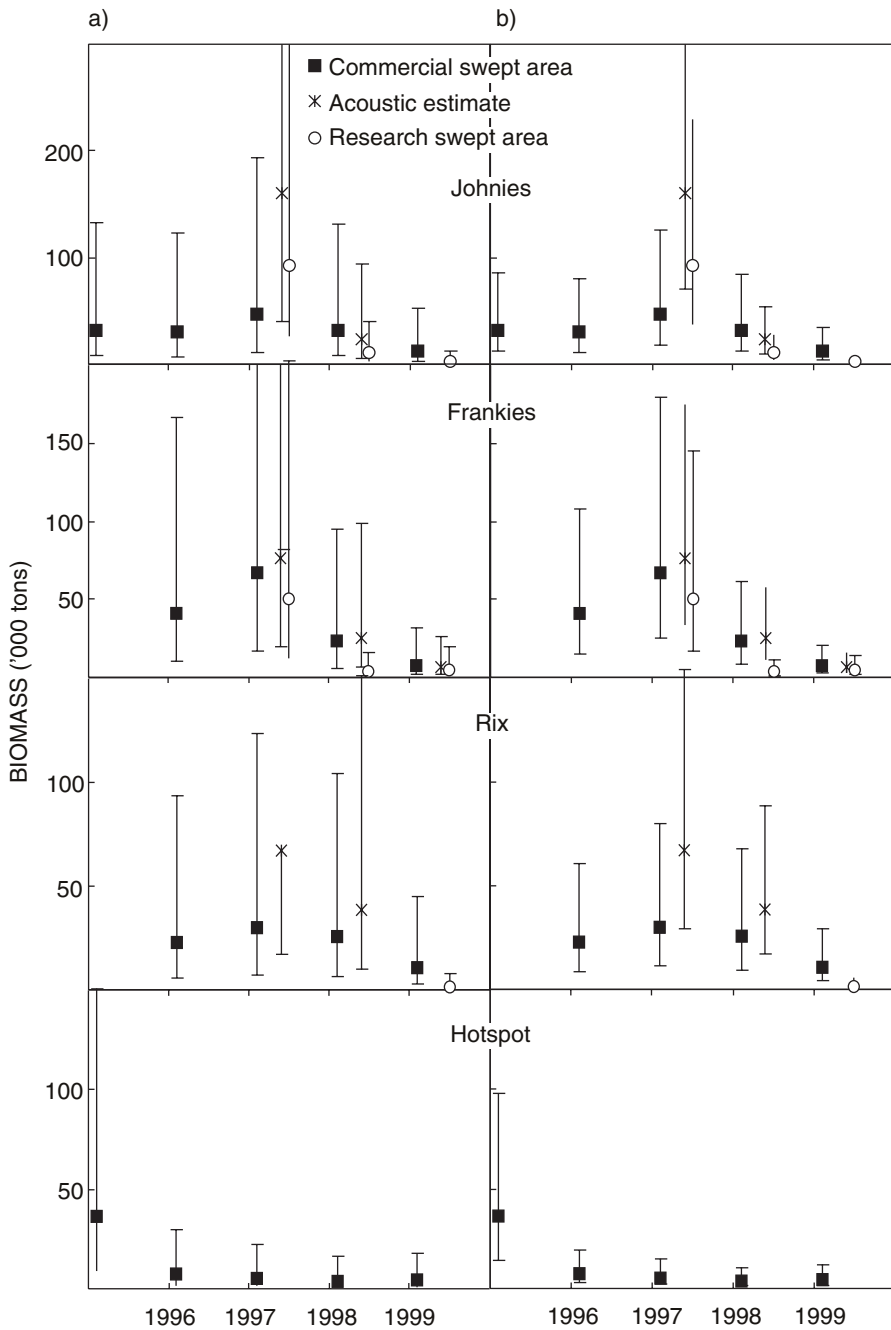 a)
b)
Commercial swept area
Acoustic estimate
Research swept area
Johnies
200
100
Frankies
150
100
50
Rix
100
50
Hotspot
100
50
BIOMASS ('000 tons)
1996 1997 1998 1999 1996 1997 1998 1999